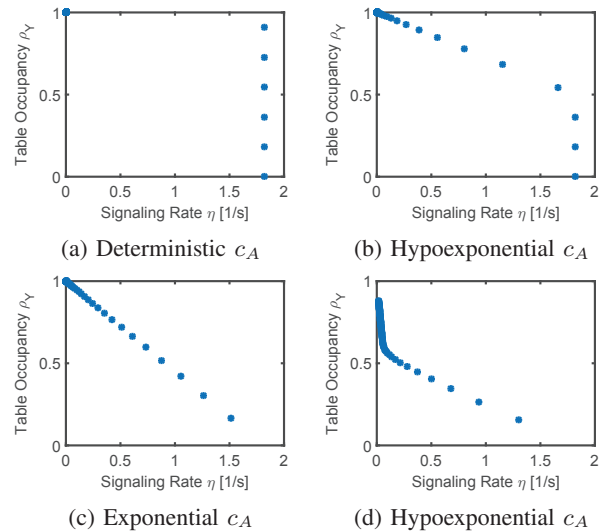 1
0.5
0
Table Occupancy ρY
0 0.5 1 1.5 2
Signaling Rate η [1/s]
(a) Deterministic cA
1
0.5
0
Table Occupancy ρY
0 0.5 1 1.5 2
Signaling Rate η [1/s]
(b) Hypoexponential cA
1
0.5
0
Table Occupancy ρY
0 0.5 1 1.5 2
Signaling Rate η [1/s]
(c) Exponential cA
1
0.5
0
Table Occupancy ρY
0 0.5 1 1.5 2
Signaling Rate η [1/s]
(d) Hypoexponential cA